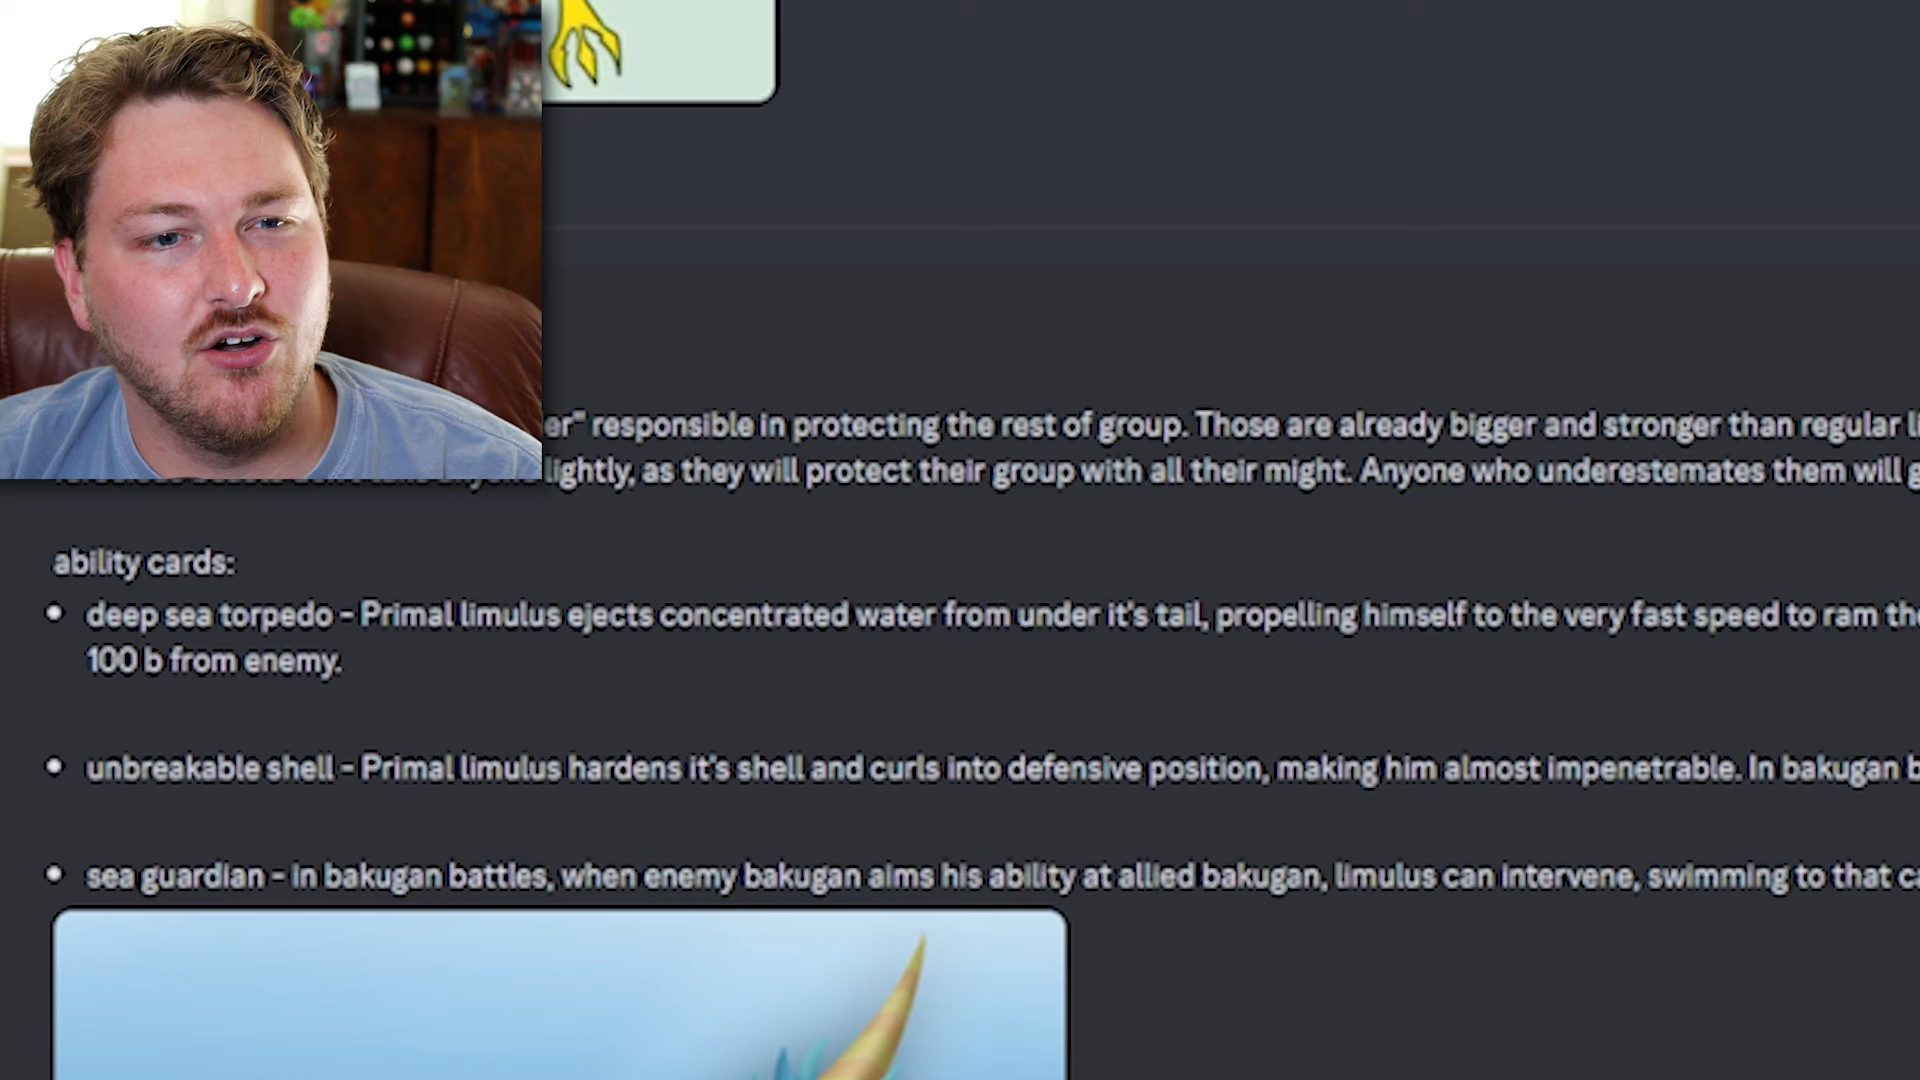 er" responsible in protecting the rest of group. Those are already bigger and stronger than regular
lightly, as they will protect their group with all their might. Anyone who underestemates them will
ability cards:
• deep sea torpedo - Primal limulus ejects concentrated water from under it's tail, propelling himself to the very fast speed to ram
100 b from enemy.
• unbreakable shell - Primal limulus hardens it's shell and curls into defensive position, making him almost impenetrable. In bakugan
• sea guardian - in bakugan battles, when enemy bakugan aims his ability at allied bakugan, limulus can intervene, swimming to that